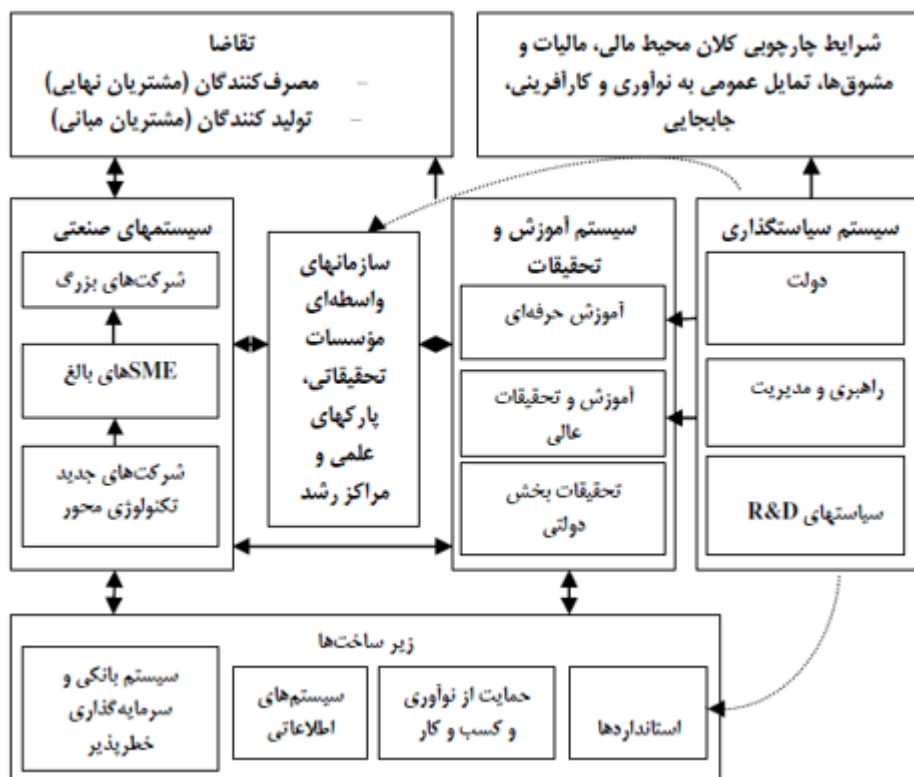 شرایط چارچوبی کلان محیط مالی، مالیات و
مشوق‌ها، تمایل عمومی به نوآوری و کارآفرینی،
جابجایی
تقاضا
– مصرف‌کنندگان (مشتریان نهایی)
– تولید کنندگان (مشتریان مبانی)
سیستم سیاستگذاری
دولت
راهبری و مدیریت
سیاستهای R&D
سیستم آموزش و
تحقیقات
آموزش حرفه‌ای
آموزش و تحقیقات
عالی
تحقیقات بخش
دولتی
سازمانهای
واسطه‌ای
مؤسسات
تحقیقاتی،
پارکهای
علمی و
مراکز رشد
سیستمهای صنعتی
شرکت‌های بزرگ
SMEهای بالغ
شرکت‌های جدید
تکنولوژی محور
زیر ساخت‌ها
استانداردها
حمایت از نوآوری
و کسب و کار
سیستم‌های
اطلاعاتی
سیستم بانکی و
سرمایه‌گذاری
خطرپذیر